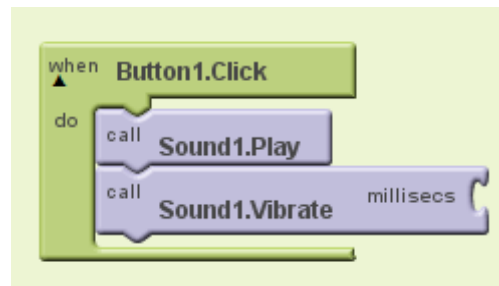 when Button1.Click
do
call Sound1.Play
call Sound1.Vibrate millisecs